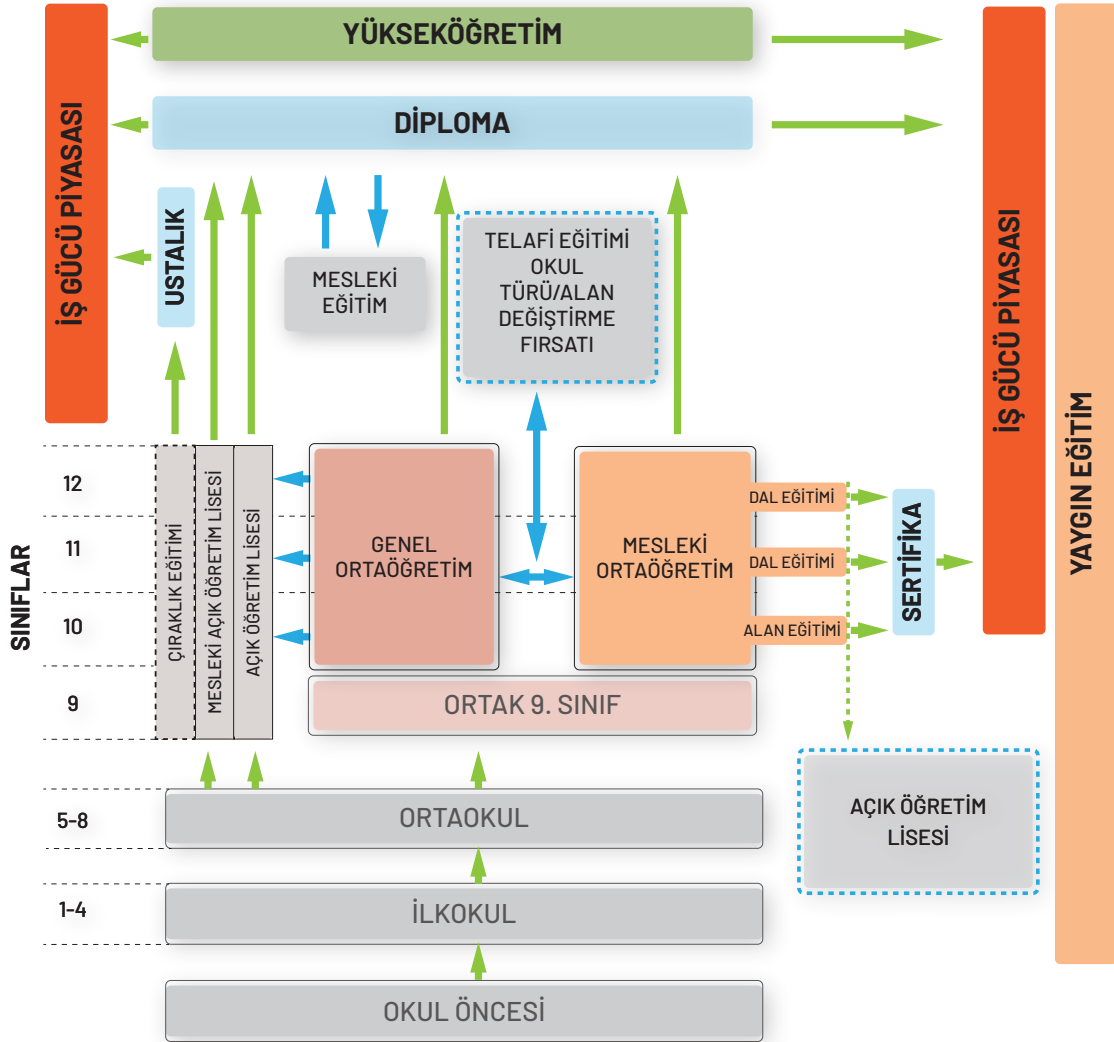 YÜKSEKÖĞRETİM
DİPLOMA
İŞ GÜCÜ PİYASASI
USTALIK
MESLEKİ
EĞİTİM
TELAFİ EĞİTİMİ
OKUL
TÜRÜ/ALAN
DEĞİŞTİRME
FIRSATI
İŞ GÜCÜ PİYASASI
YAYGIN EĞİTİM
SINIFLAR
12
11
10
9
5-8
1-4
ÇIRAKLIK EĞİTİMİ
MESLEKİ AÇIK ÖĞRETİM LİSESİ
AÇIK ÖĞRETİM LİSESİ
GENEL
ORTAÖĞRETİM
MESLEKİ
ORTAÖĞRETİM
DAL EĞİTİMİ
DAL EĞİTİMİ
ALAN EĞİTİMİ
SERTİFİKA
ORTAK 9. SINIF
AÇIK ÖĞRETİM
LİSESİ
ORTAOKUL
İLKOKUL
OKUL ÖNCESİ